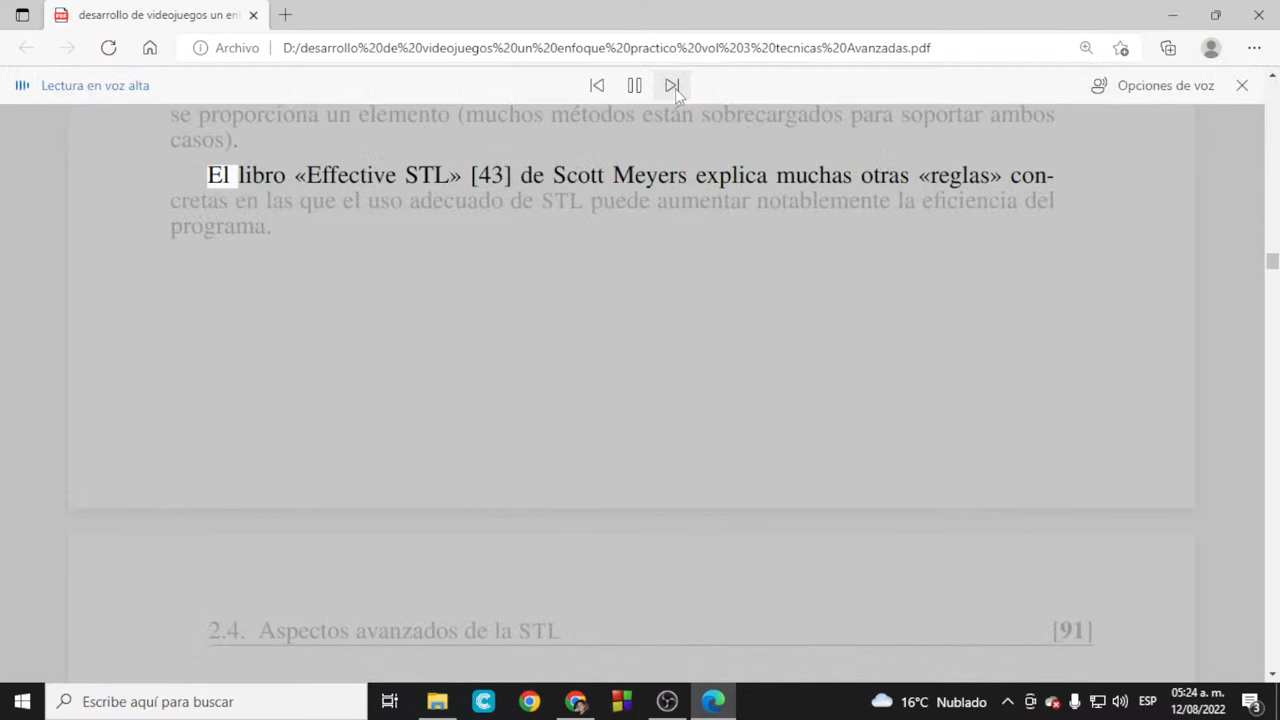 desarrollo de videojuegos un en
Archivo
D:/desarrollo%20de%20videojuegos%20un%20enfoque%20practico%20vol%203%20tecnicas%20Avanzadas.pdf
Lectura en voz alta
Opciones de voz
se proporciona un elemento (muchos métodos están sobrecargados para soportar ambos
casos).
El libro «Effective STL» [43] de Scott Meyers explica muchas otras «reglas» con-
cretas en las que el uso adecuado de STL puede aumentar notablemente la eficiencia del
programa.
2.4. Aspectos avanzados de la STL [91]
Escribe aquí para buscar
16°C Nublado
ESP
05:24 a. m.
12/08/2022
3